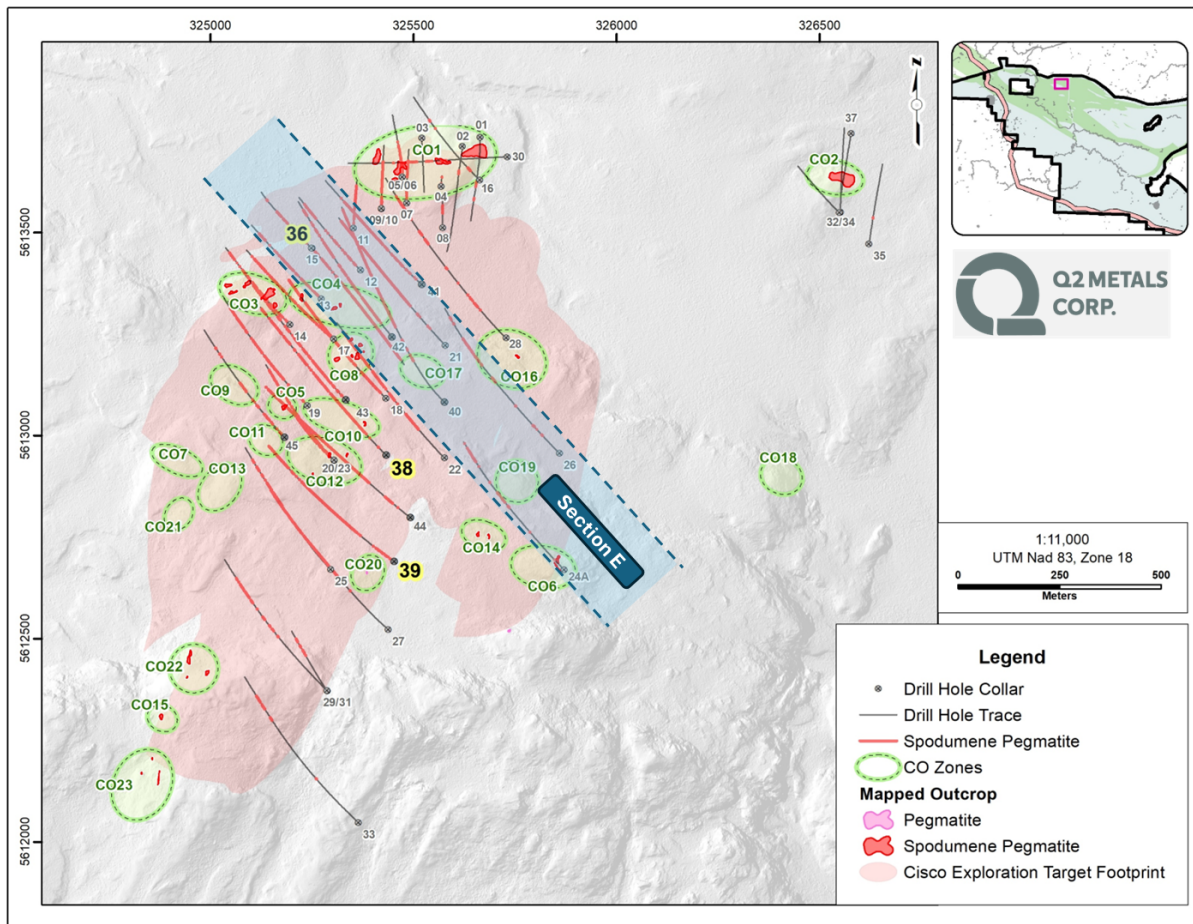 325000
325500
326000
326500
5613500
5613000
5612500
5612000
N
37
03
02
01
CO1
30
05/06
04
16
CO2
09/10
07
08
32/34
35
36
11
15
12
41
CO3
CO4
13
14
17
42
21
28
CO8
CO17
CO16
CO9
CO5
19
43
18
40
CO11
CO10
45
20/23
CO12
38
22
26
CO7
CO13
CO19
CO18
CO21
44
Section E
CO14
CO20
39
25
CO6
24A
27
CO22
29/31
CO15
CO23
33
Q2 METALS
CORP.
1:11,000
UTM Nad 83, Zone 18
0 250 500
Meters
Legend
Drill Hole Collar
Drill Hole Trace
Spodumene Pegmatite
CO Zones
Mapped Outcrop
Pegmatite
Spodumene Pegmatite
Cisco Exploration Target Footprint